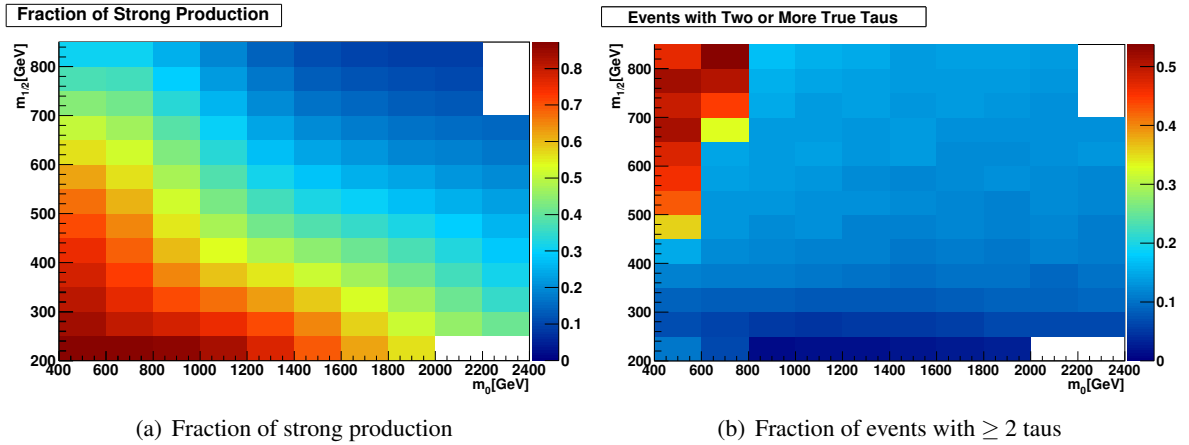 Fraction of Strong Production
m1/2[GeV]
800
700
600
500
400
300
200
400 600 800 1000 1200 1400 1600 1800 2000 2200 2400
m0[GeV]
0.8
0.7
0.6
0.5
0.4
0.3
0.2
0.1
0
(a) Fraction of strong production
Events with Two or More True Taus
m1/2[GeV]
800
700
600
500
400
300
200
400 600 800 1000 1200 1400 1600 1800 2000 2200 2400
m0[GeV]
0.5
0.4
0.3
0.2
0.1
0
(b) Fraction of events with ≥ 2 taus